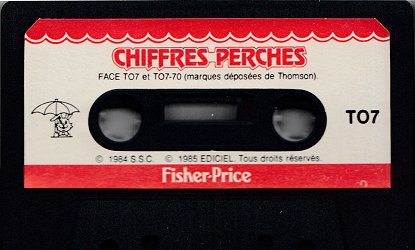 CHIFFRES PERCHES
FACE TO7 et TO7-70 (marques déposées de Thomson).
TO7
© 1984 S.S.C. © 1985 EDICIEL. Tous droits réservés.
Fisher-Price